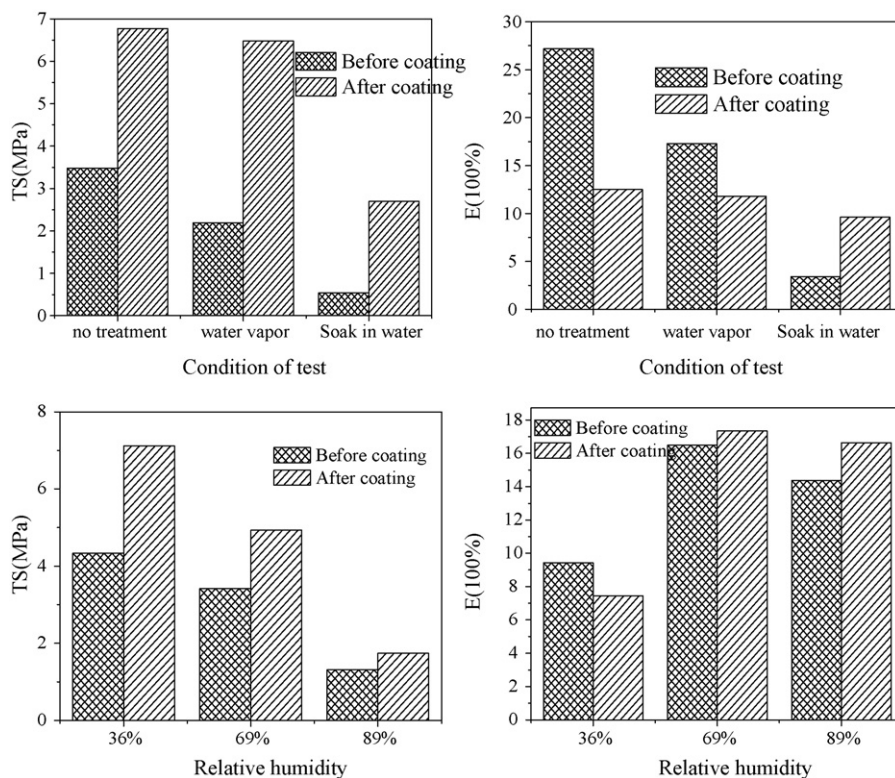 7
6
5
4
3
2
1
0
TS(MPa)
Before coating
After coating
no treatment water vapor Soak in water
Condition of test
30
25
20
15
10
5
0
E(100%)
Before coating
After coating
no treatment water vapor Soak in water
Condition of test
8
6
4
2
0
TS(MPa)
Before coating
After coating
36% 69% 89%
Relative humidity
18
16
14
12
10
8
6
4
2
0
E(100%)
Before coating
After coating
36% 69% 89%
Relative humidity